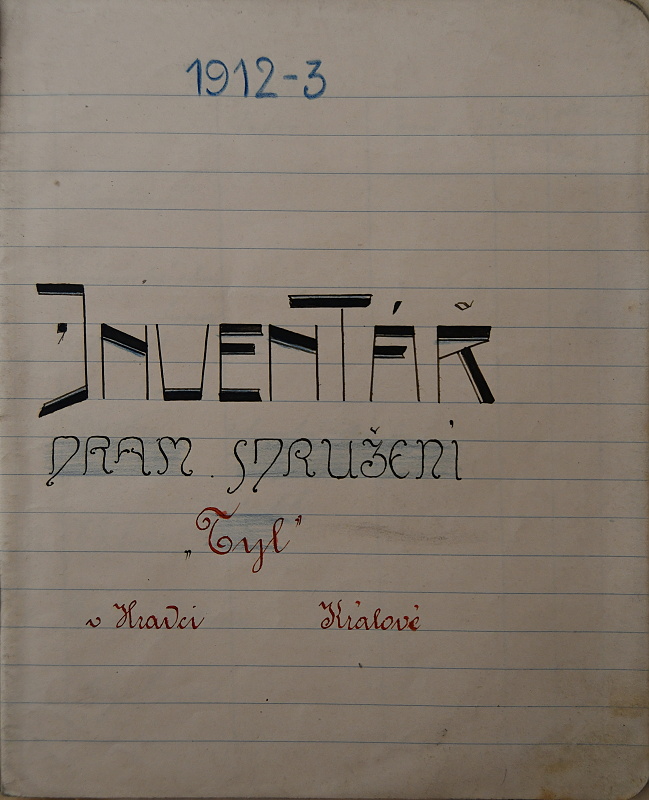 1912-3
INVENTÁŘ
DRAM. SDRUŽENÍ
„Tyl"
v Hradci Králové